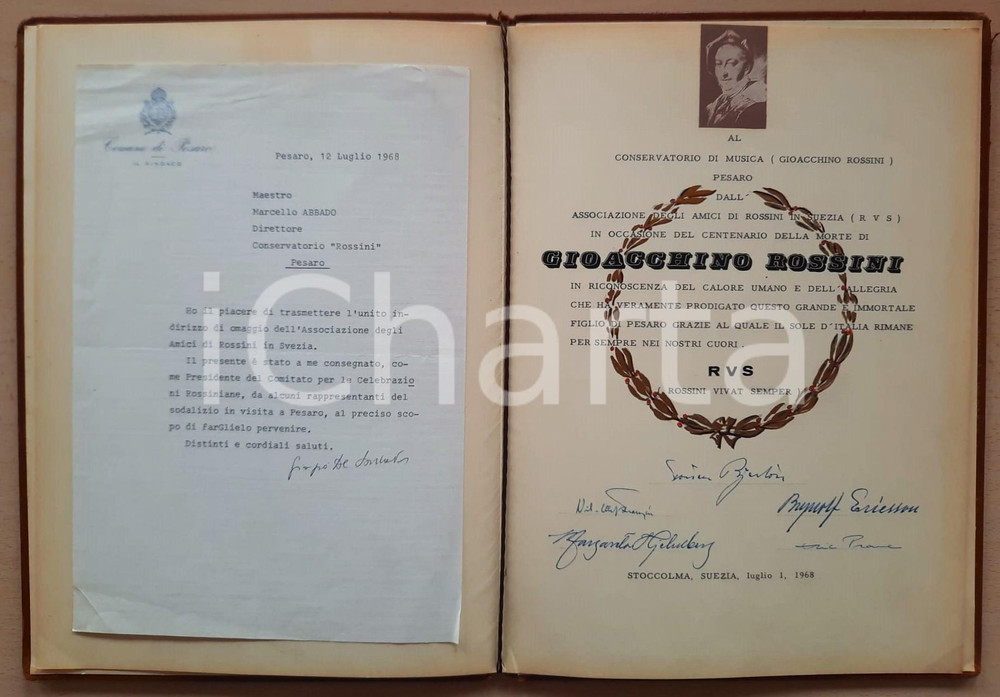 Comune di Pesaro
IL SINDACO
Pesaro, 12 Luglio 1968
Maestro
Marcello ABBADO
Direttore
Conservatorio "Rossini"
Pesaro
Ho il piacere di trasmettere l'unito in-
dirizzo di omaggio dell'Associazione degli
Amici di Rossini in Svezia.
Il presente è stato a me consegnato, co-
me Presidente del Comitato per le Celebrazio
ni Rossiniane, da alcuni rappresentanti del
sodalizio in visita a Pesaro, al preciso sco-
po di farGlielo pervenire.
Distinti e cordiali saluti.
AL
CONSERVATORIO DI MUSICA ( GIOACCHINO ROSSINI )
PESARO
DALL´
ASSOCIAZIONE DEGLI AMICI DI ROSSINI IN SUEZIA ( R V S )
IN OCCASIONE DEL CENTENARIO DELLA MORTE DI
GIOACCHINO ROSSINI
IN RICONOSCENZA DEL CALORE UMANO E DELL´ALLEGRIA
CHE HA VERAMENTE PRODIGATO QUESTO GRANDE E IMMORTALE
FIGLIO DI PESARO GRAZIE AL QUALE IL SOLE D´ITALIA RIMANE
PER SEMPRE NEI NOSTRI CUORI.
RVS
( ROSSINI VIVAT SEMPER )
Brynolf Ericsson
STOCCOLMA, SUEZIA, luglio 1, 1968
iCharta